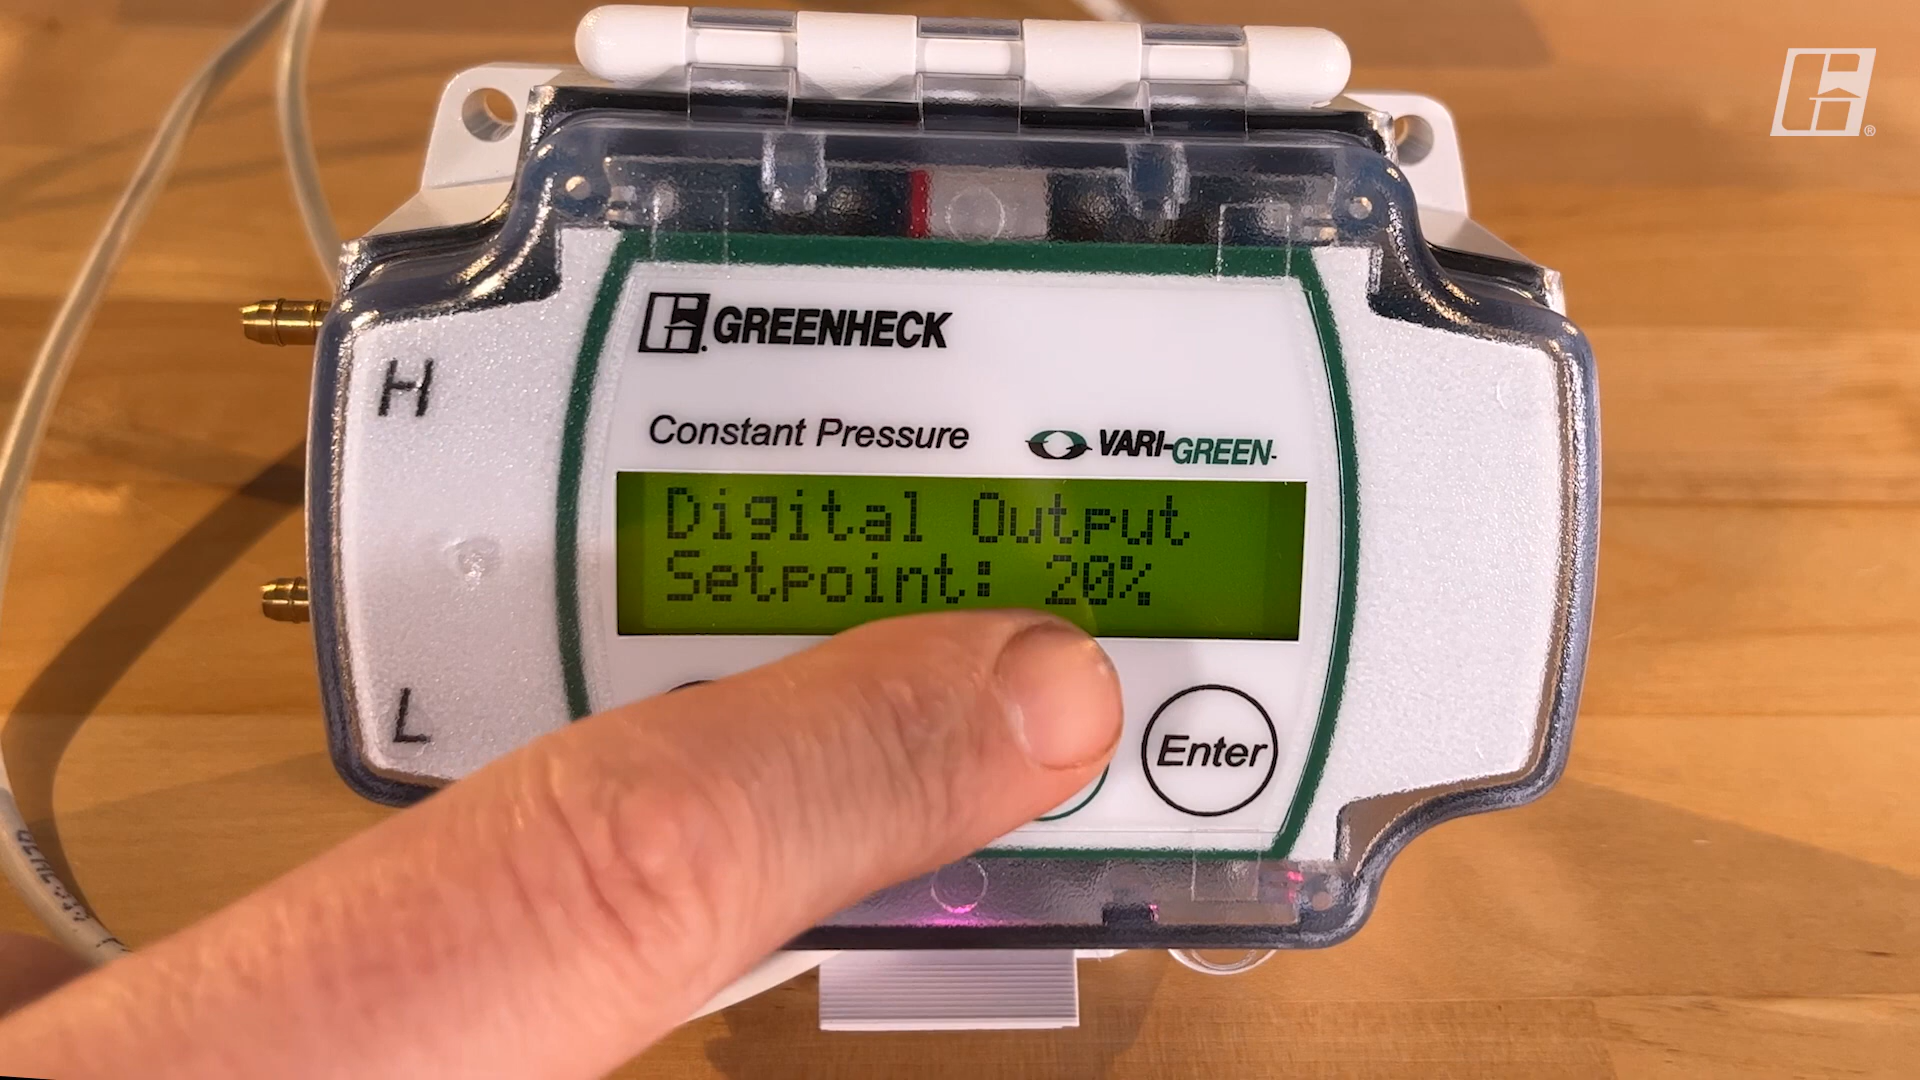 GREENHECK
Constant Pressure
VARI-GREEN
Digital Output
Setpoint: 20%
H
L
Enter